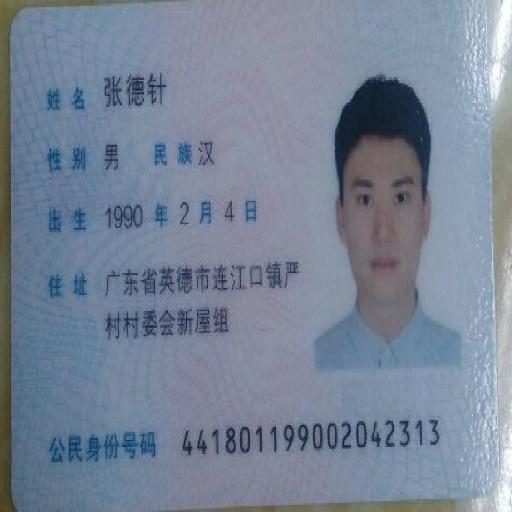 姓名 张德针
性别 男 民族 汉
出生 1990 年 2 月 4 日
住址 广东省英德市连江口镇严
村村委会新屋组
公民身份号码 441801199002042313